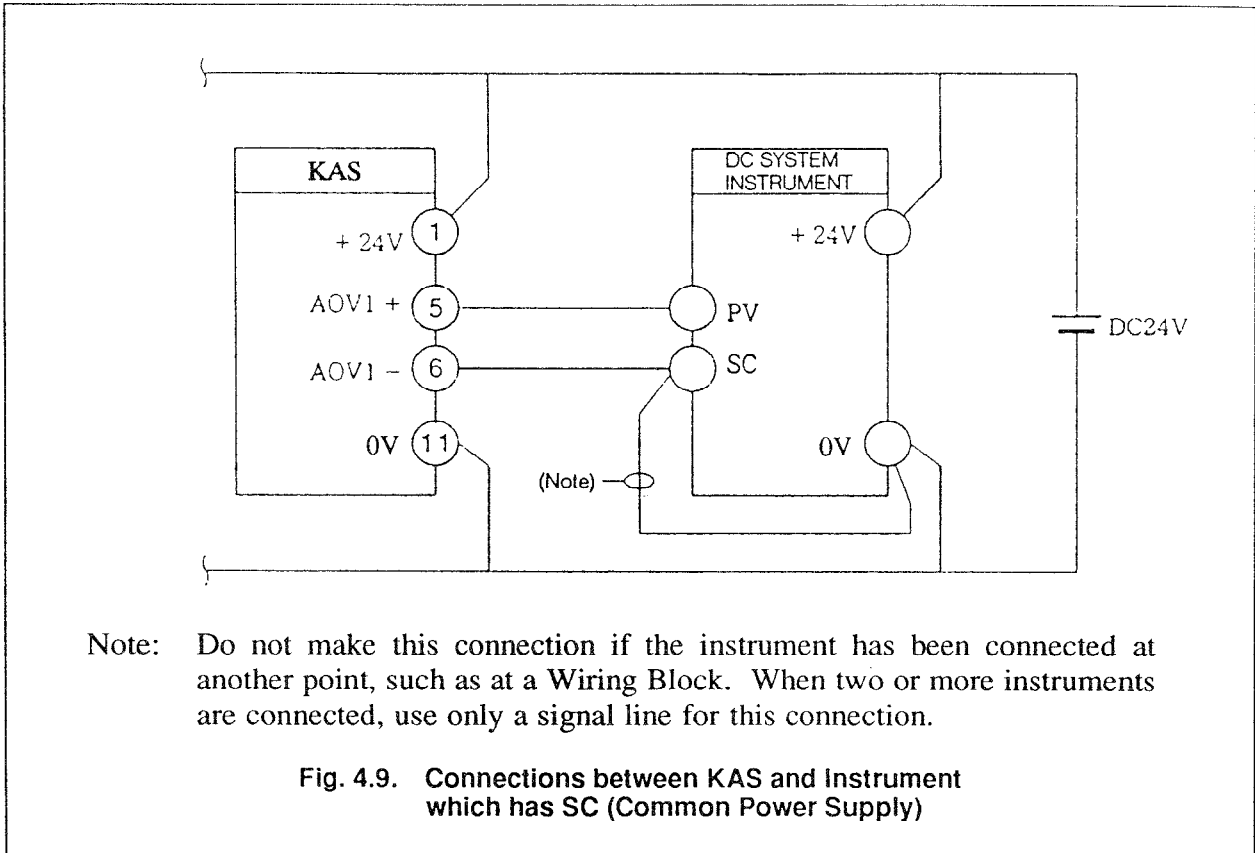 KAS
DC SYSTEM
INSTRUMENT
+ 24V
1
+ 24V
AOV1 +
5
PV
DC24V
AOV1 -
6
SC
0V
11
0V
(Note)
Note: Do not make this connection if the instrument has been connected at
another point, such as at a Wiring Block. When two or more instruments
are connected, use only a signal line for this connection.
Fig. 4.9. Connections between KAS and Instrument
which has SC (Common Power Supply)